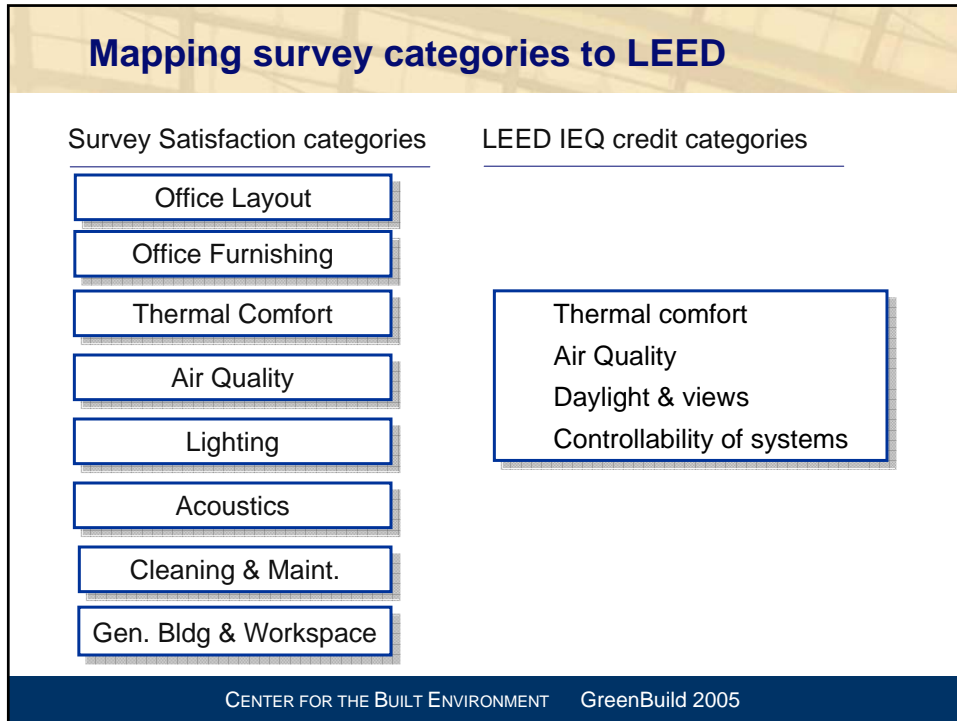 Mapping survey categories to LEED
Survey Satisfaction categories
Office Layout
Office Furnishing
Thermal Comfort
Air Quality
Lighting
Acoustics
Cleaning & Maint.
Gen. Bldg & Workspace
LEED IEQ credit categories
Thermal comfort
Air Quality
Daylight & views
Controllability of systems
CENTER FOR THE BUILT ENVIRONMENT GreenBuild 2005